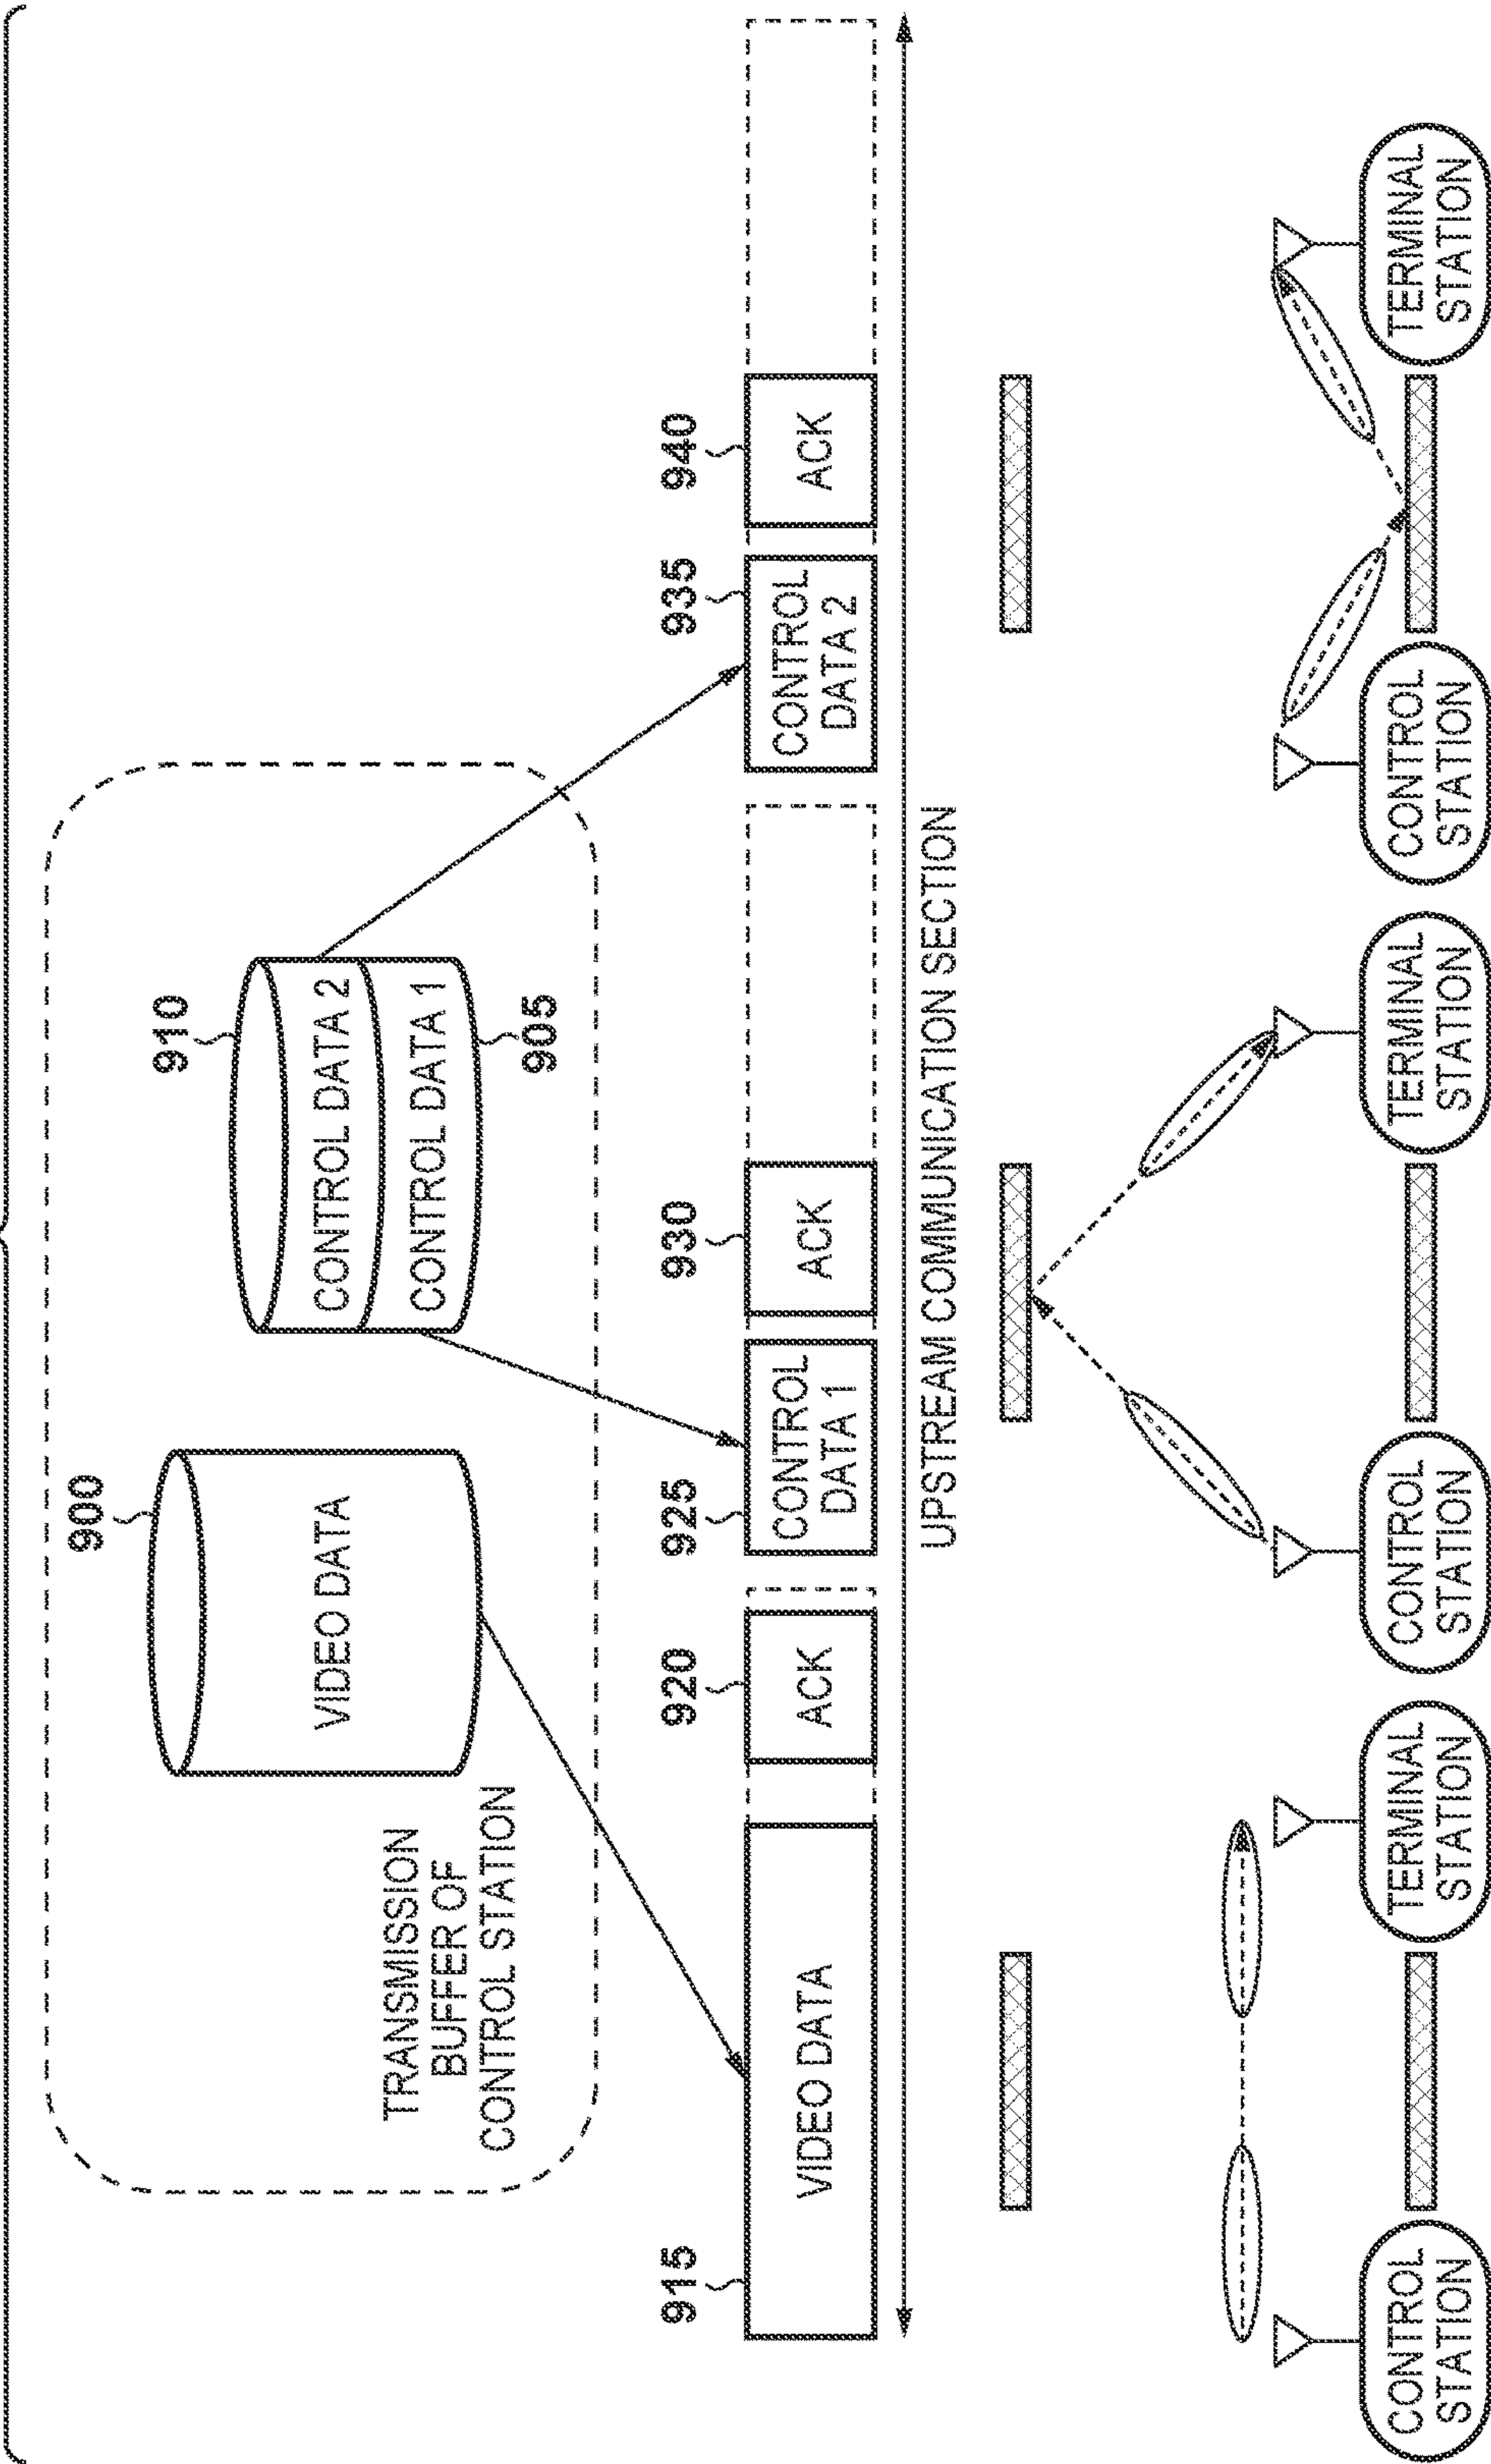 900
VIDEO DATA
910
CONTROL DATA 2
CONTROL DATA 1
905
TRANSMISSION
BUFFER OF
CONTROL STATION
915
VIDEO DATA
920
ACK
925
CONTROL
DATA 1
930
ACK
935
CONTROL
DATA 2
940
ACK
UPSTREAM COMMUNICATION SECTION
CONTROL
STATION
TERMINAL
STATION
CONTROL
STATION
TERMINAL
STATION
CONTROL
STATION
TERMINAL
STATION